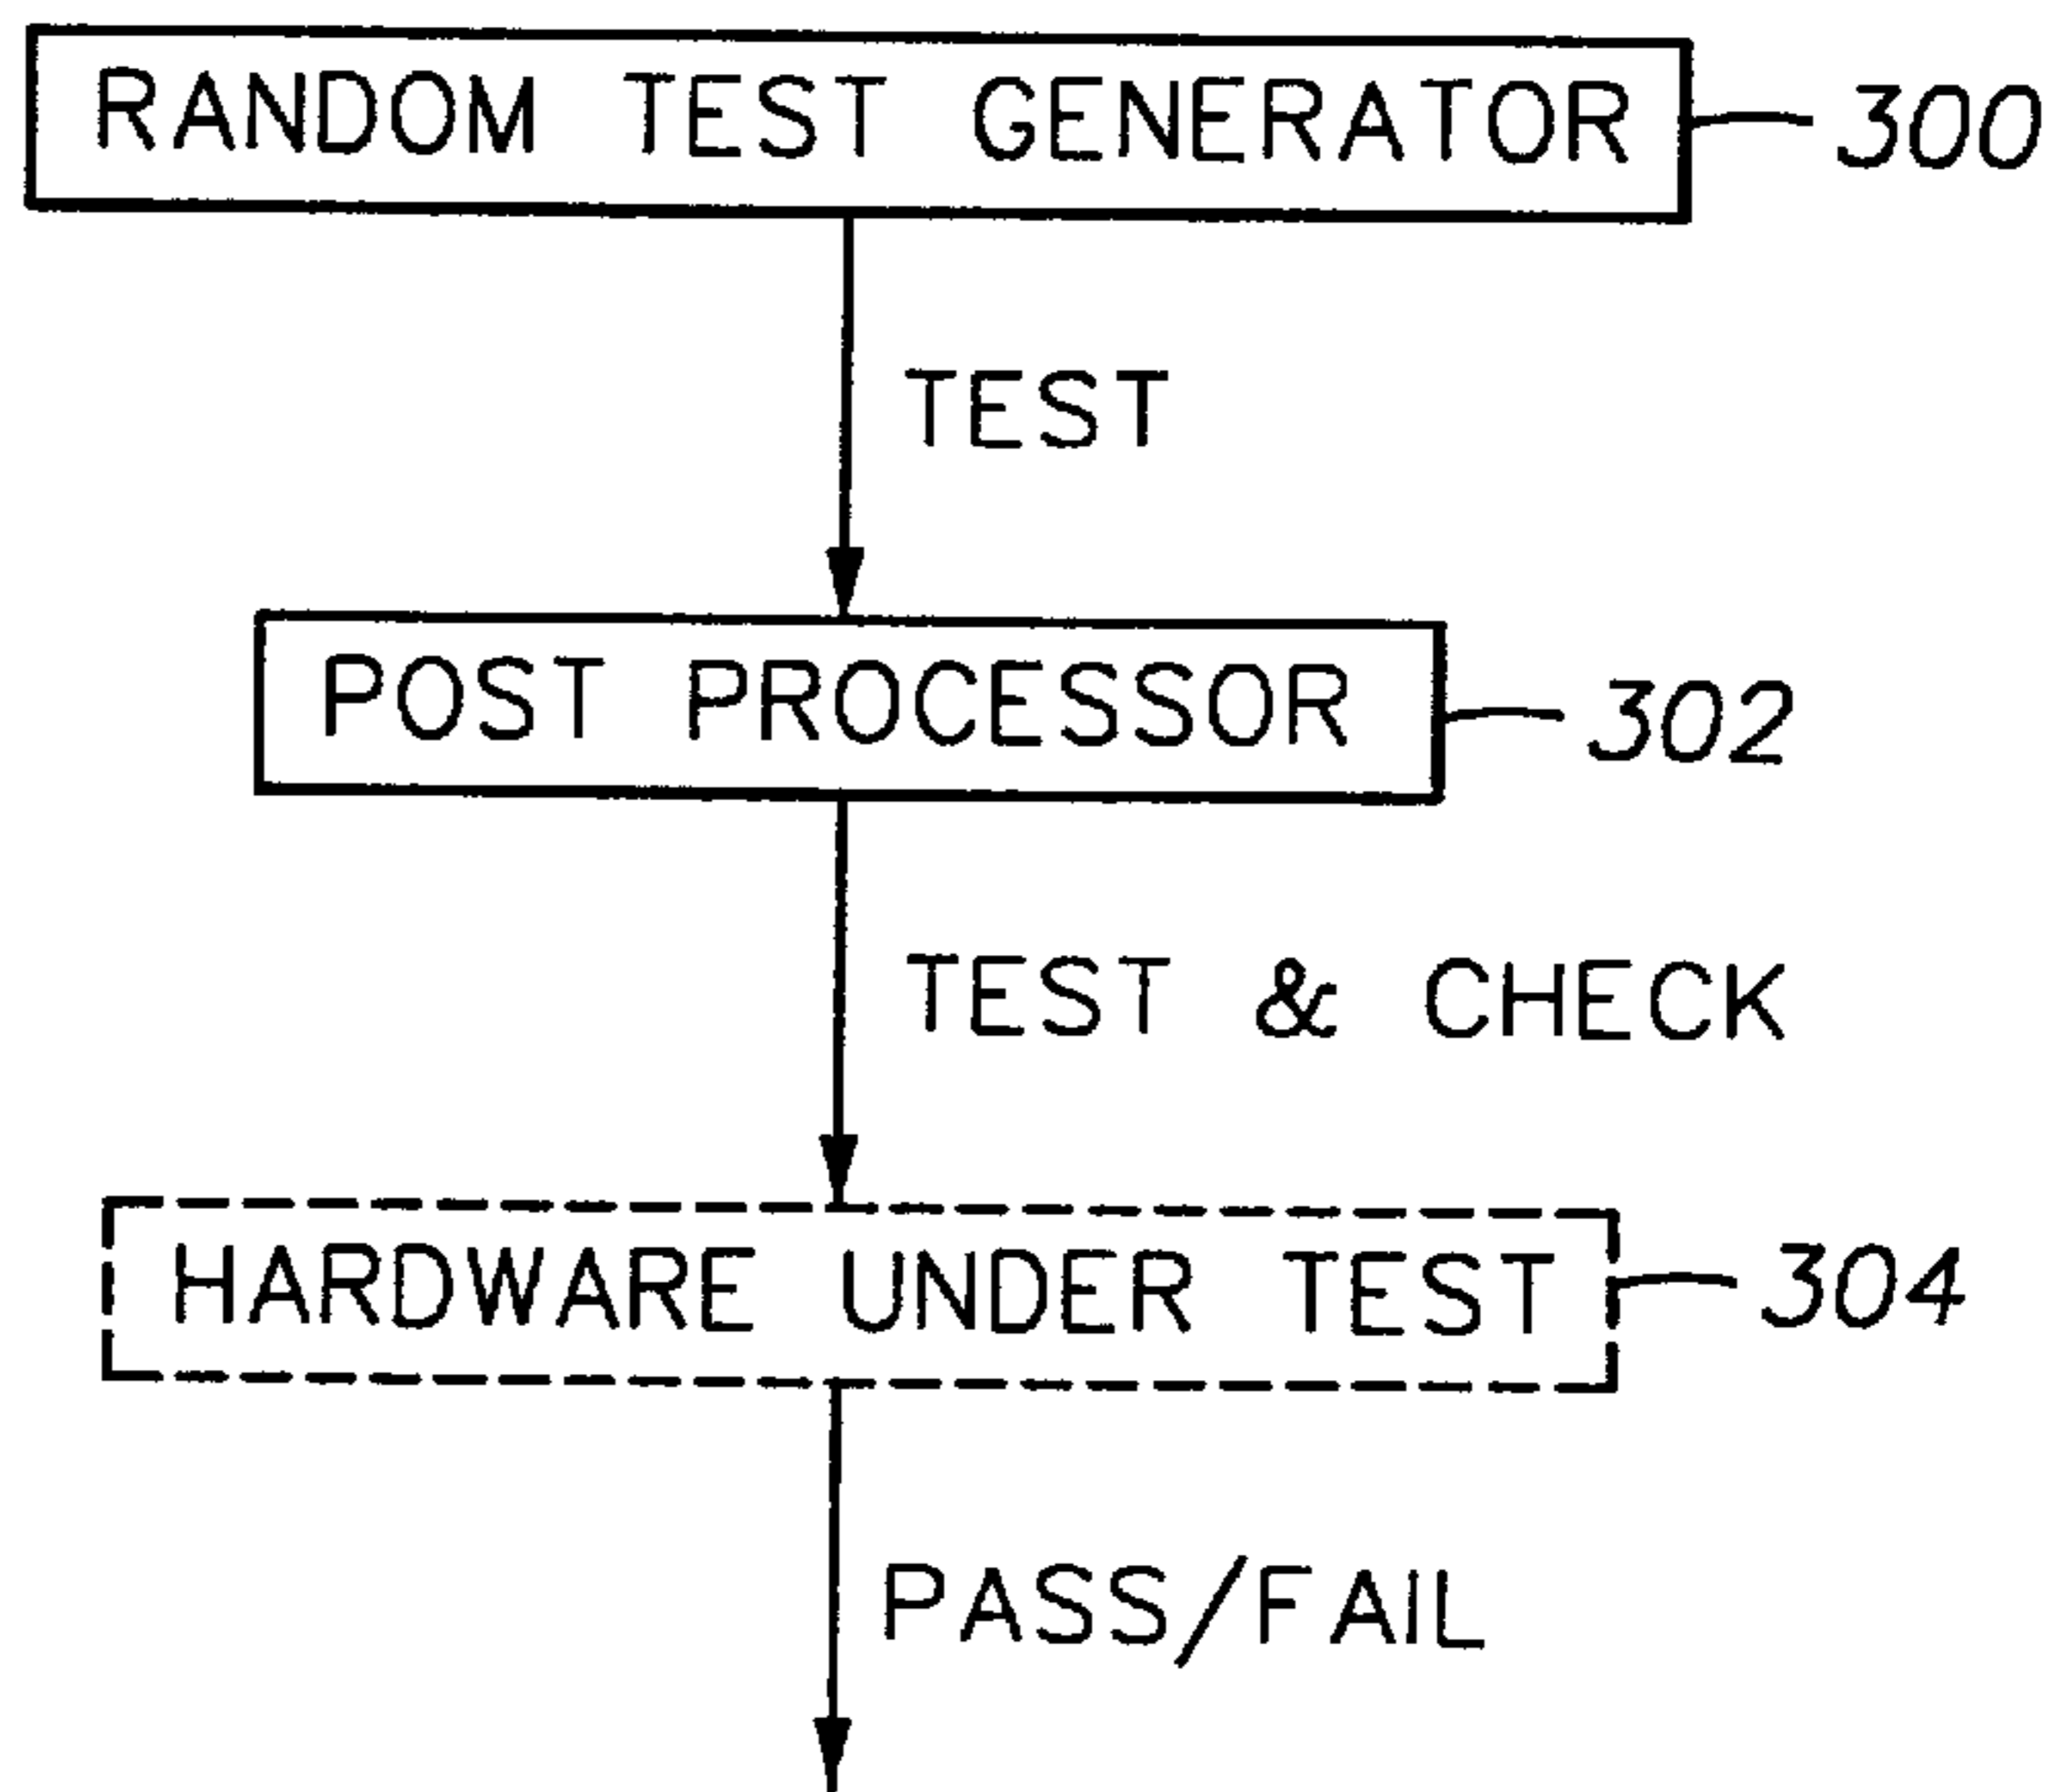 RANDOM TEST GENERATOR 300
TEST
POST PROCESSOR 302
TEST & CHECK
HARDWARE UNDER TEST 304
PASS/FAIL